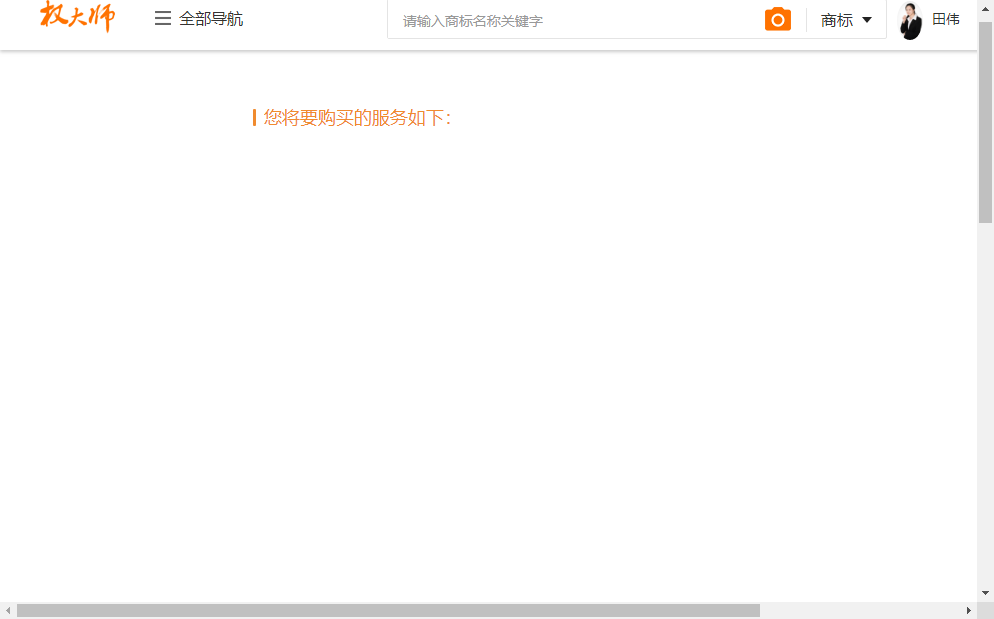 权大师
全部导航
请输入商标名称关键字
商标
田伟
您将要购买的服务如下：